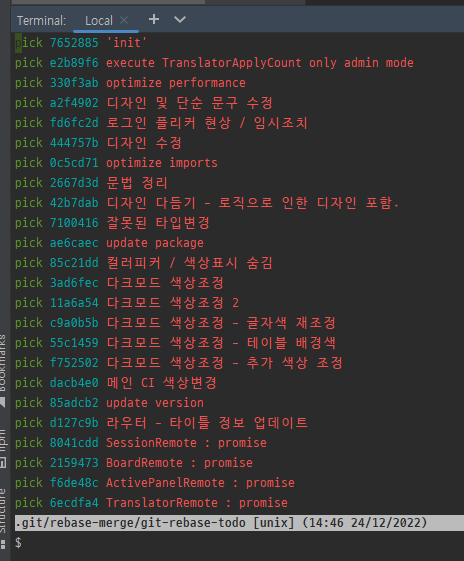 Terminal: Local
pick 7652885 'init'
pick e2b89f6 execute TranslatorApplyCount only admin mode
pick 330f3ab optimize performance
pick a2f4902 디자인 및 단순 문구 수정
pick fd6fc2d 로그인 플리커 현상 / 임시조치
pick 444757b 디자인 수정
pick 0c5cd71 optimize imports
pick 2667d3d 문법 정리
pick 42b7dab 디자인 다듬기 - 로직으로 인한 디자인 포함.
pick 7100416 잘못된 타입변경
pick ae6caec update package
pick 85c21dd 컬러피커 / 색상표시 숨김
pick 3ad6fec 다크모드 색상조정
pick 11a6a54 다크모드 색상조정 2
pick c9a0b5b 다크모드 색상조정 - 글자색 재조정
pick 55c1459 다크모드 색상조정 - 테이블 배경색
pick f752502 다크모드 색상조정 - 추가 색상 조정
pick dacb4e0 메인 CI 색상변경
pick 85adcb2 update version
pick d127c9b 라우터 - 타이틀 정보 업데이트
pick 8041cdd SessionRemote : promise
pick 2159473 BoardRemote : promise
pick f6de48c ActivePanelRemote : promise
pick 6ecdfa4 TranslatorRemote : promise
.git/rebase-merge/git-rebase-todo [unix] (14:46 24/12/2022)
$
npm